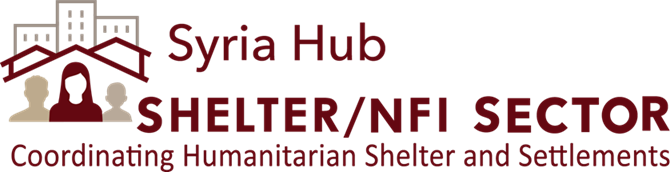 Syria Hub
SHELTER/NFI SECTOR
Coordinating Humanitarian Shelter and Settlements